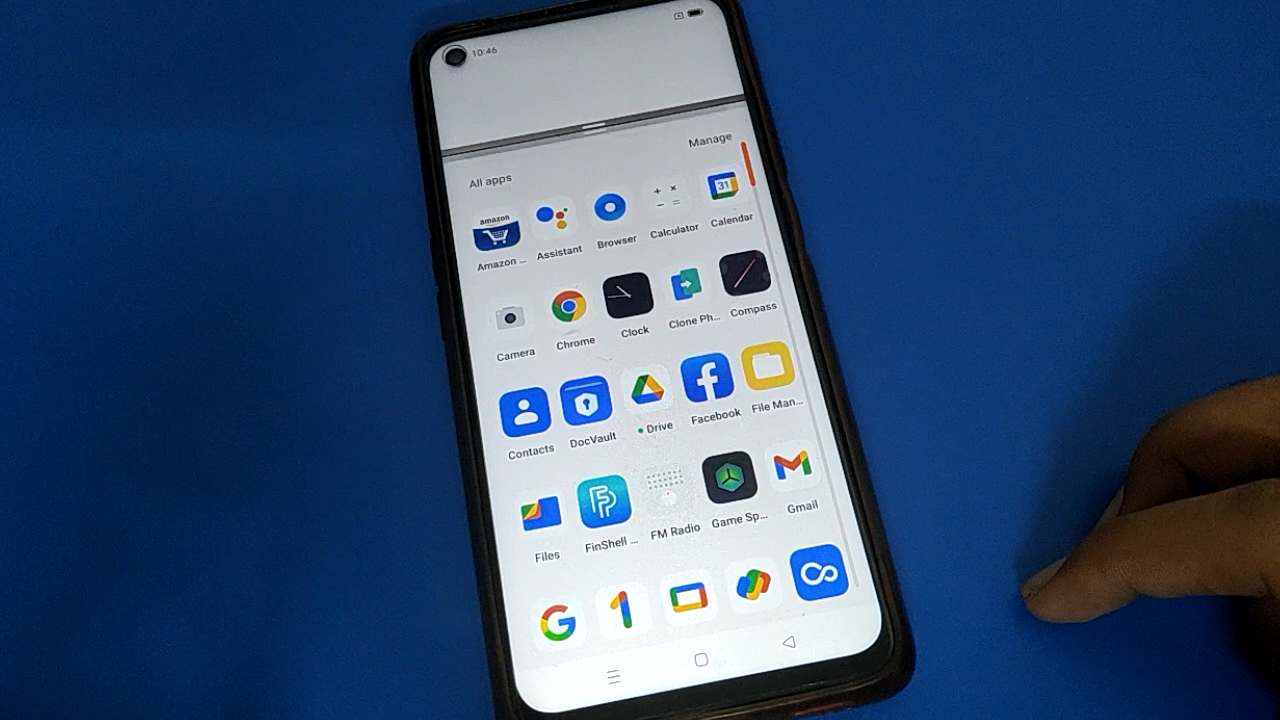 10:46
Manage
All apps
amazon
31
Amazon ...
Assistant
Browser
Calculator
Calendar
Camera
Chrome
Clock
Clone Ph...
Compass
Contacts
DocVault
Drive
Facebook
File Man...
Files
FinShell ...
FM Radio
Game Sp...
Gmail